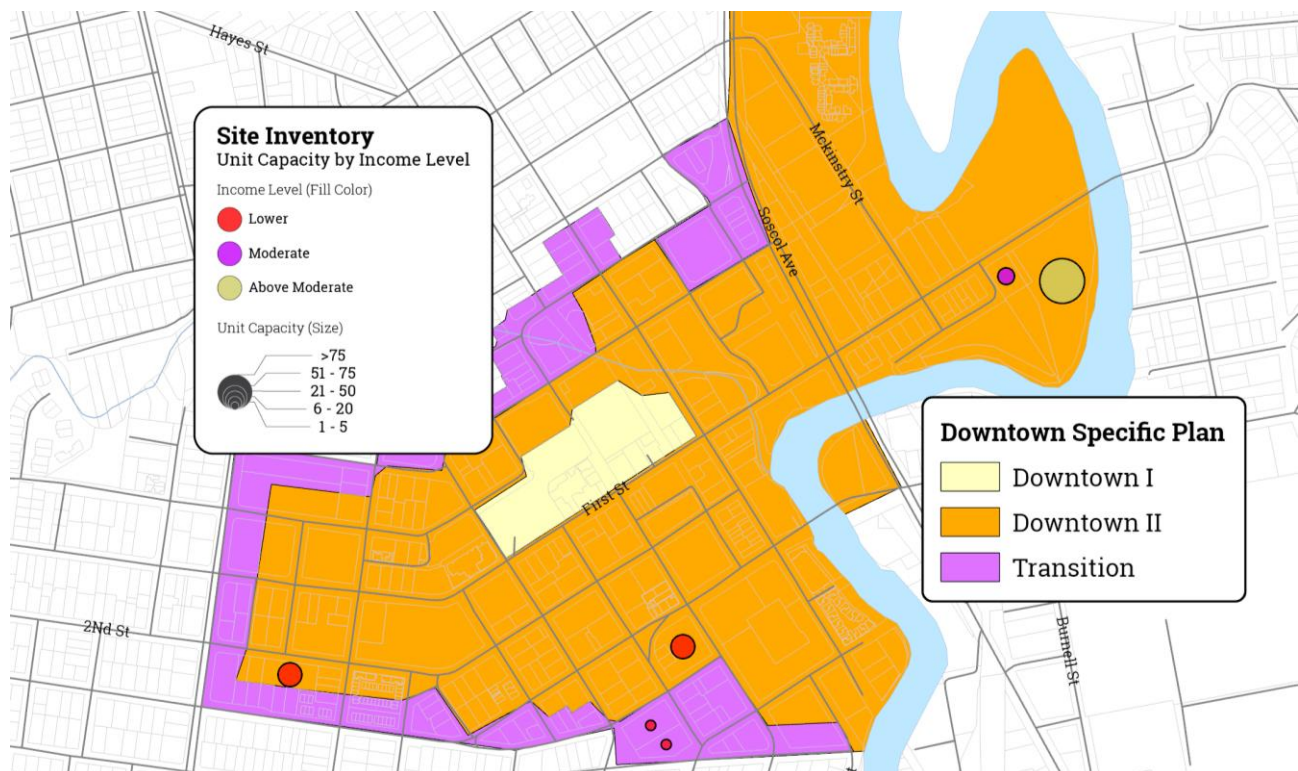 Hayes St
Mckinstry St
Soscol Ave
Site Inventory
Unit Capacity by Income Level
Income Level (Fill Color)
Lower
Moderate
Above Moderate
Unit Capacity (Size)
>75
51 - 75
21 - 50
6 - 20
1 - 5
First St
Downtown Specific Plan
Downtown I
Downtown II
Transition
2Nd St
Burnell St